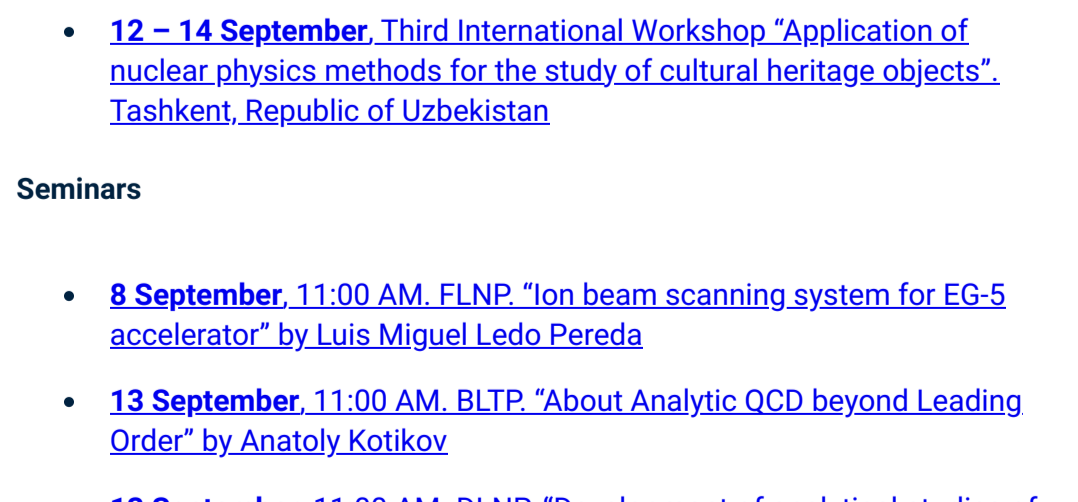 12 – 14 September, Third International Workshop “Application of
nuclear physics methods for the study of cultural heritage objects”.
Tashkent, Republic of Uzbekistan
Seminars
8 September, 11:00 AM. FLNP. “Ion beam scanning system for EG-5
accelerator” by Luis Miguel Ledo Pereda
13 September, 11:00 AM. BLTP. “About Analytic QCD beyond Leading
Order” by Anatoly Kotikov